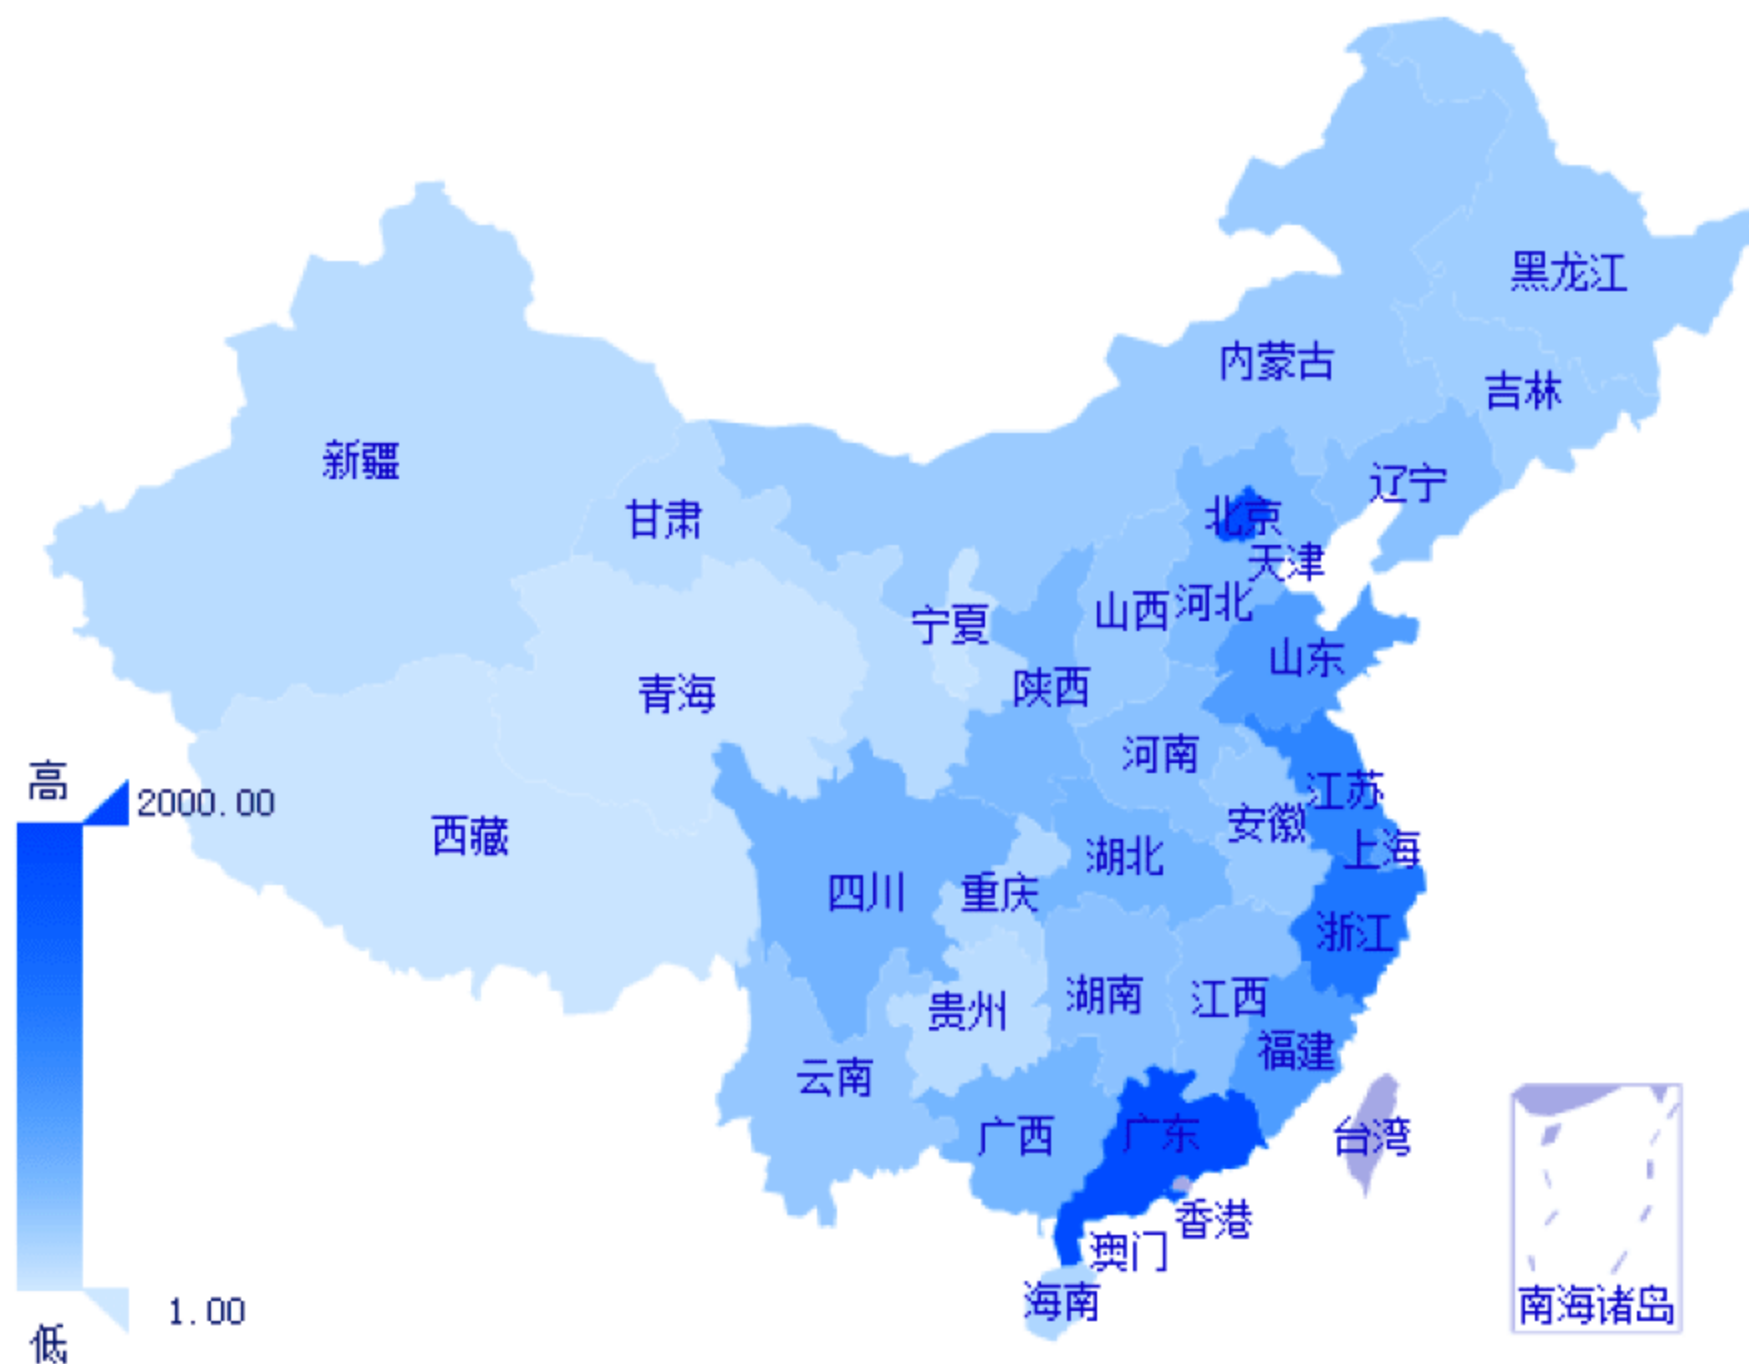 黑龙江
内蒙古
吉林
新疆
辽宁
甘肃
北京
天津
宁夏
山西
河北
山东
青海
陕西
河南
高
2000.00
江苏
西藏
安徽
上海
湖北
四川
重庆
浙江
湖南
江西
贵州
福建
云南
广西
广东
台湾
香港
澳门
海南
南海诸岛
1.00
低